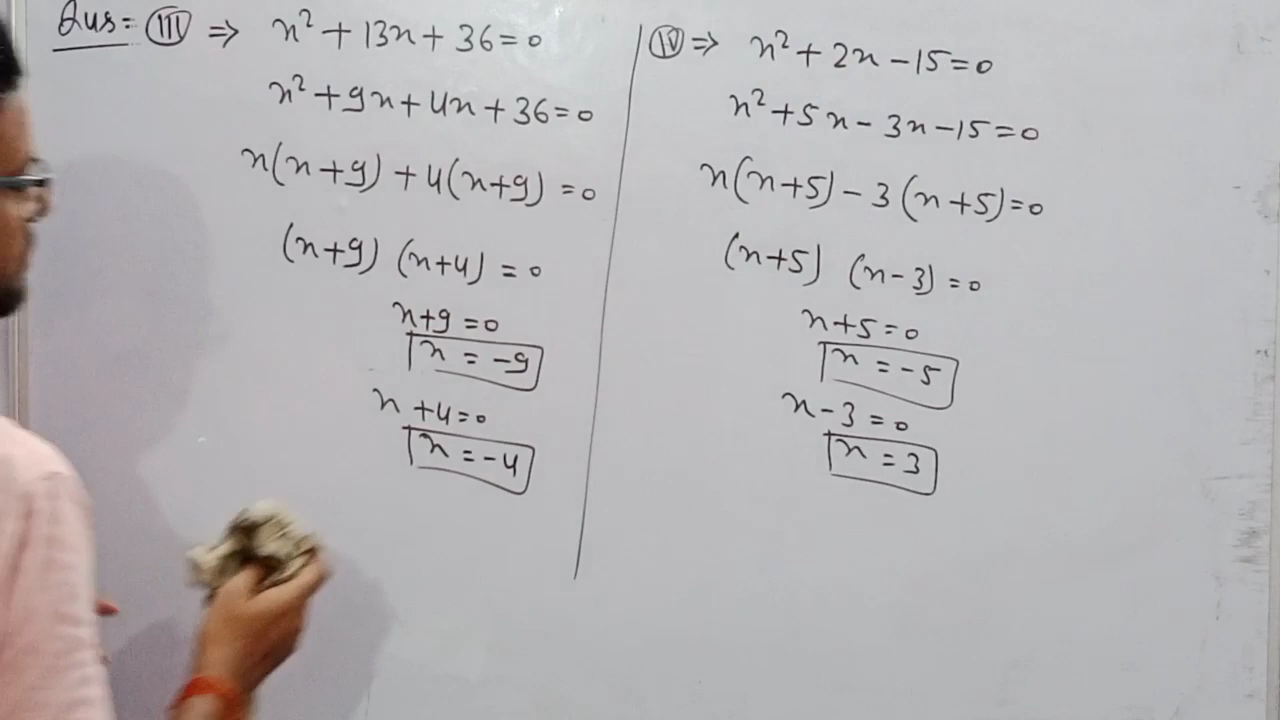 Qus:- (III) ⇒ x² + 13x + 36 = 0
x² + 9x + 4x + 36 = 0
x(x+9) + 4(x+9) = 0
(x+9) (x+4) = 0
x+9 = 0
x = -9
x + 4 = 0
x = -4
(IV) ⇒ x² + 2x - 15 = 0
x² + 5x - 3x - 15 = 0
x(x+5) - 3(x+5) = 0
(x+5) (x-3) = 0
x+5 = 0
x = -5
x - 3 = 0
x = 3